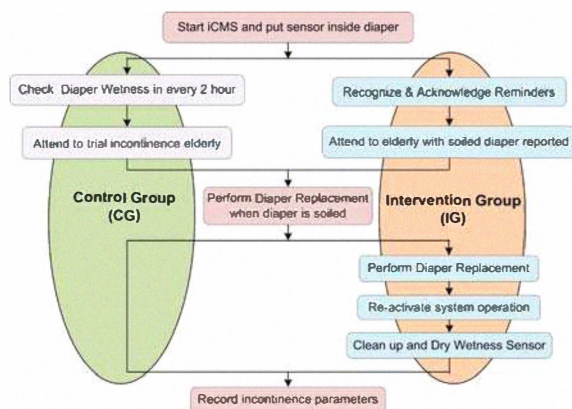 Start iCMS and put sensor inside diaper
Check Diaper Wetness in every 2 hour
Recognize & Acknowledge Reminders
Attend to trial incontinence elderly
Attend to elderly with soiled diaper reported
Control Group
(CG)
Perform Diaper Replacement
when diaper is soiled
Intervention Group
(IG)
Perform Diaper Replacement
Re-activate system operation
Clean up and Dry Wetness Sensor
Record incontinence parameters